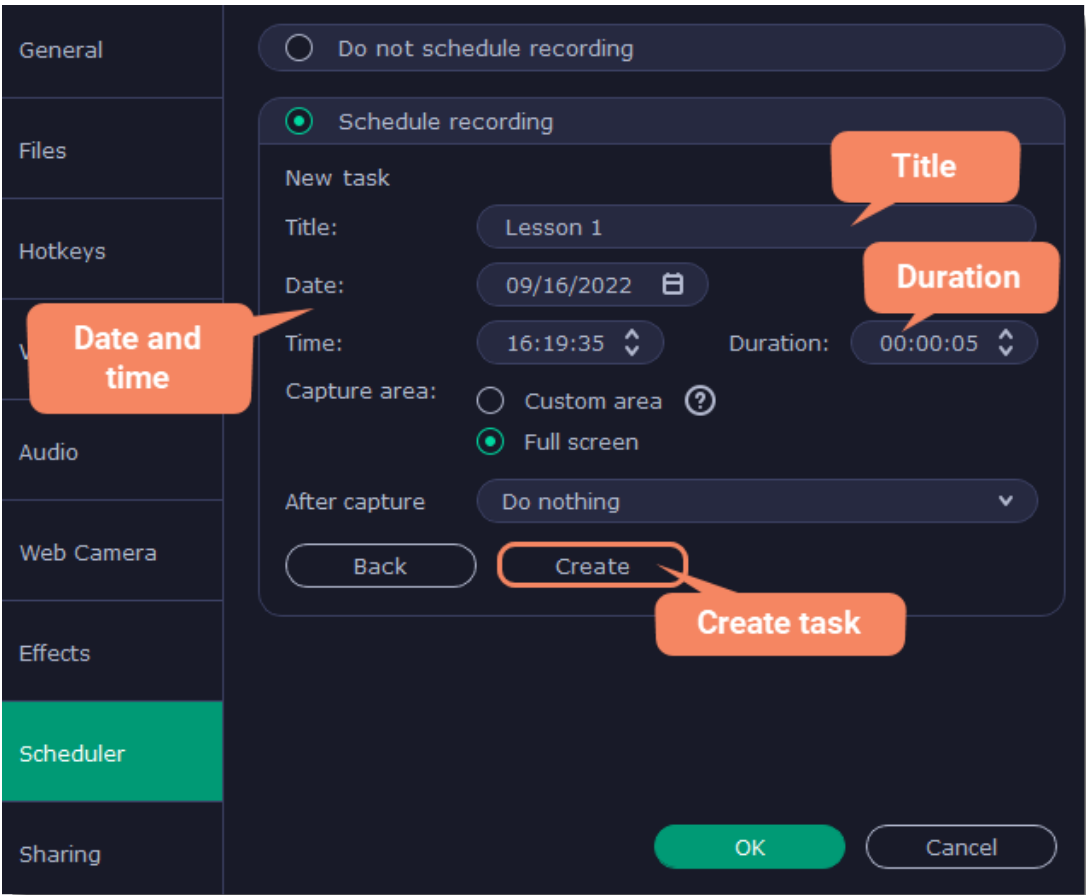 General
Files
Hotkeys
Audio
Web Camera
Effects
Scheduler
Sharing
Do not schedule recording
Schedule recording
New task
Title: Lesson 1
Title
Date: 09/16/2022
Duration
Date and
time
Time: 16:19:35 Duration: 00:00:05
Capture area: Custom area ?
Full screen
After capture Do nothing
Back Create
Create task
OK Cancel